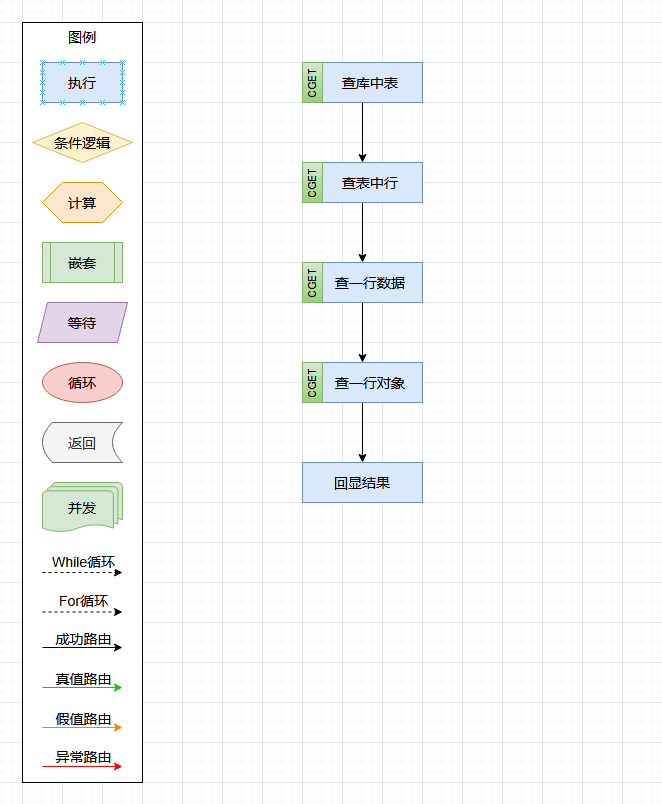 图例
执行
条件逻辑
计算
嵌套
等待
循环
返回
并发
While循环
For循环
成功路由
真值路由
假值路由
异常路由
CGET
查库中表
CGET
查表中行
CGET
查一行数据
CGET
查一行对象
回显结果